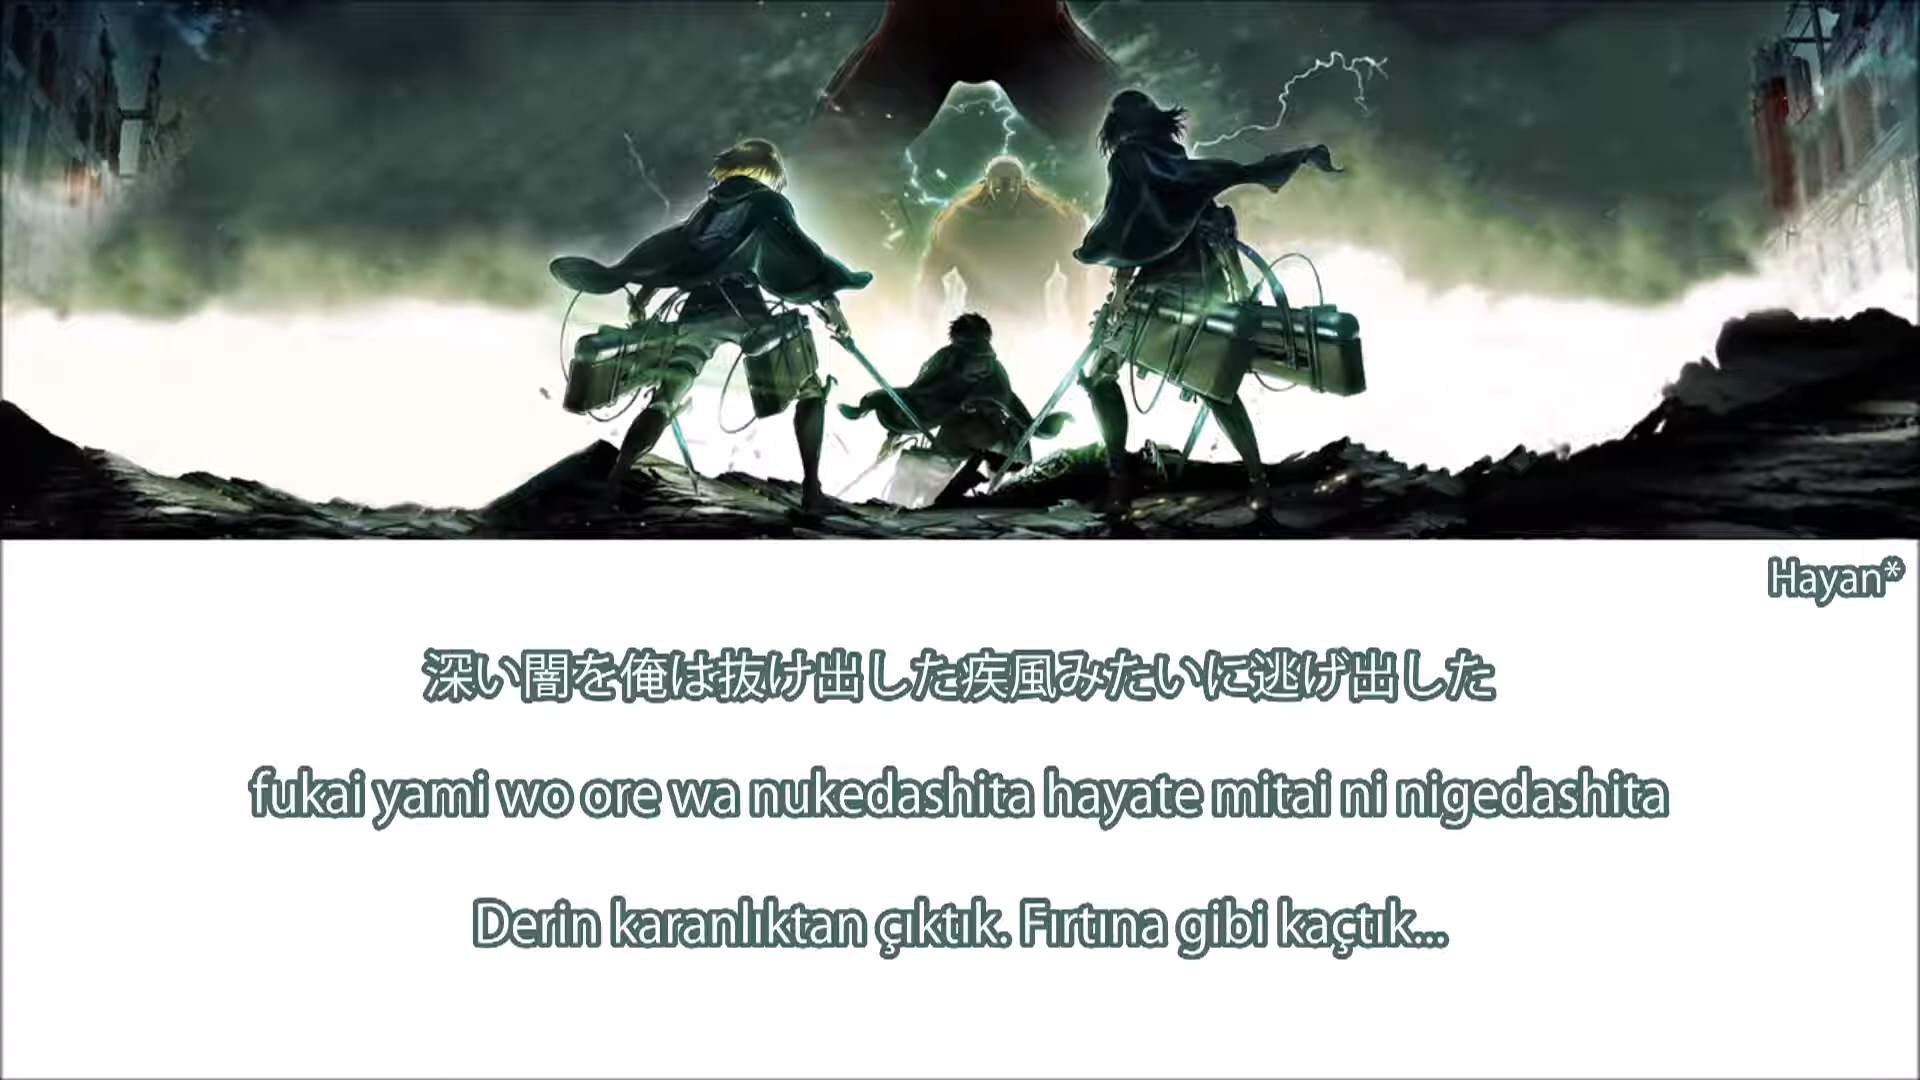 Hayan*
深い闇を俺は抜け出した疾風みたいに逃げ出した
fukai yami wo ore wa nukedashita hayate mitai ni nigedashita
Derin karanlıktan çıktık. Fırtına gibi kaçtık...